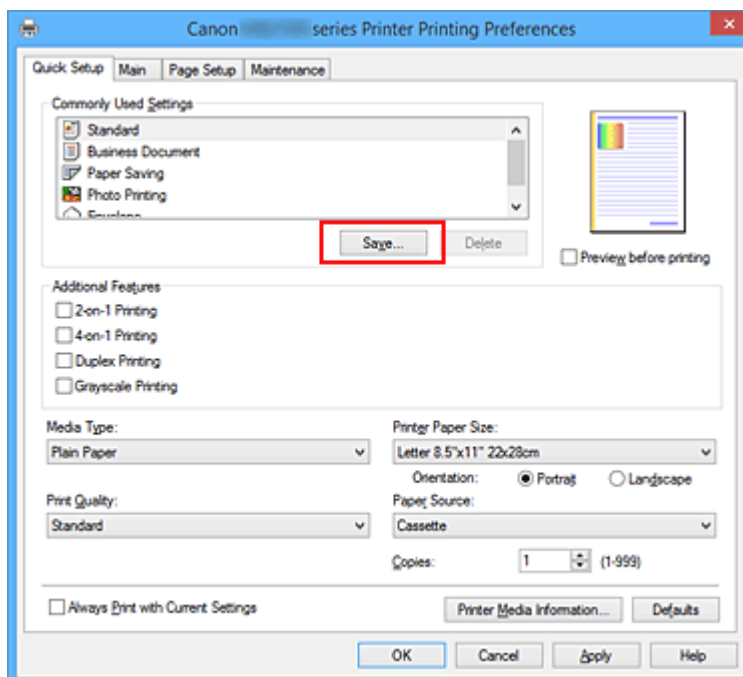 Canon series Printer Printing Preferences
Quick Setup Main Page Setup Maintenance
Commonly Used Settings
Standard
Business Document
Paper Saving
Photo Printing
Envelope
Save... Delete
Preview before printing
Additional Features
2-on-1 Printing
4-on-1 Printing
Duplex Printing
Grayscale Printing
Media Type: Printer Paper Size:
Plain Paper Letter 8.5"x11" 22x28cm
Orientation: Portrait Landscape
Print Quality: Paper Source:
Standard Cassette
Copies: 1 (1-999)
Always Print with Current Settings Printer Media Information... Defaults
OK Cancel Apply Help